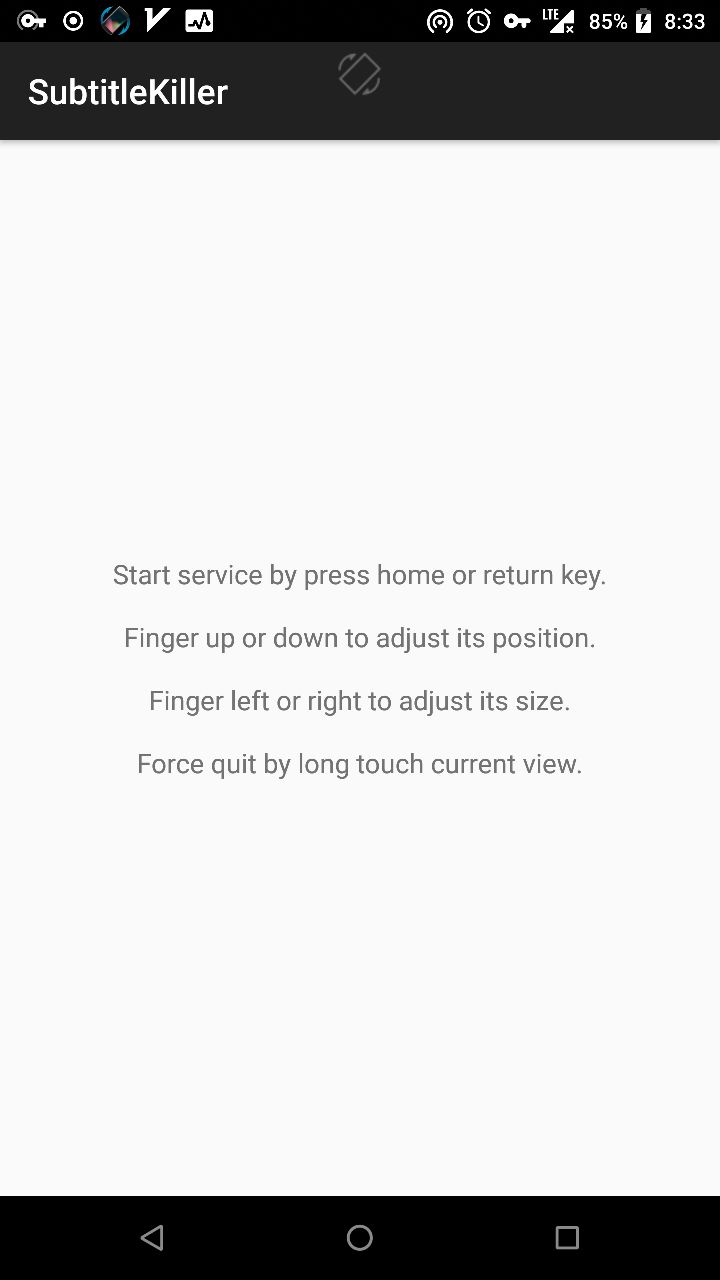 LTE 85% 8:33
SubtitleKiller
Start service by press home or return key.
Finger up or down to adjust its position.
Finger left or right to adjust its size.
Force quit by long touch current view.